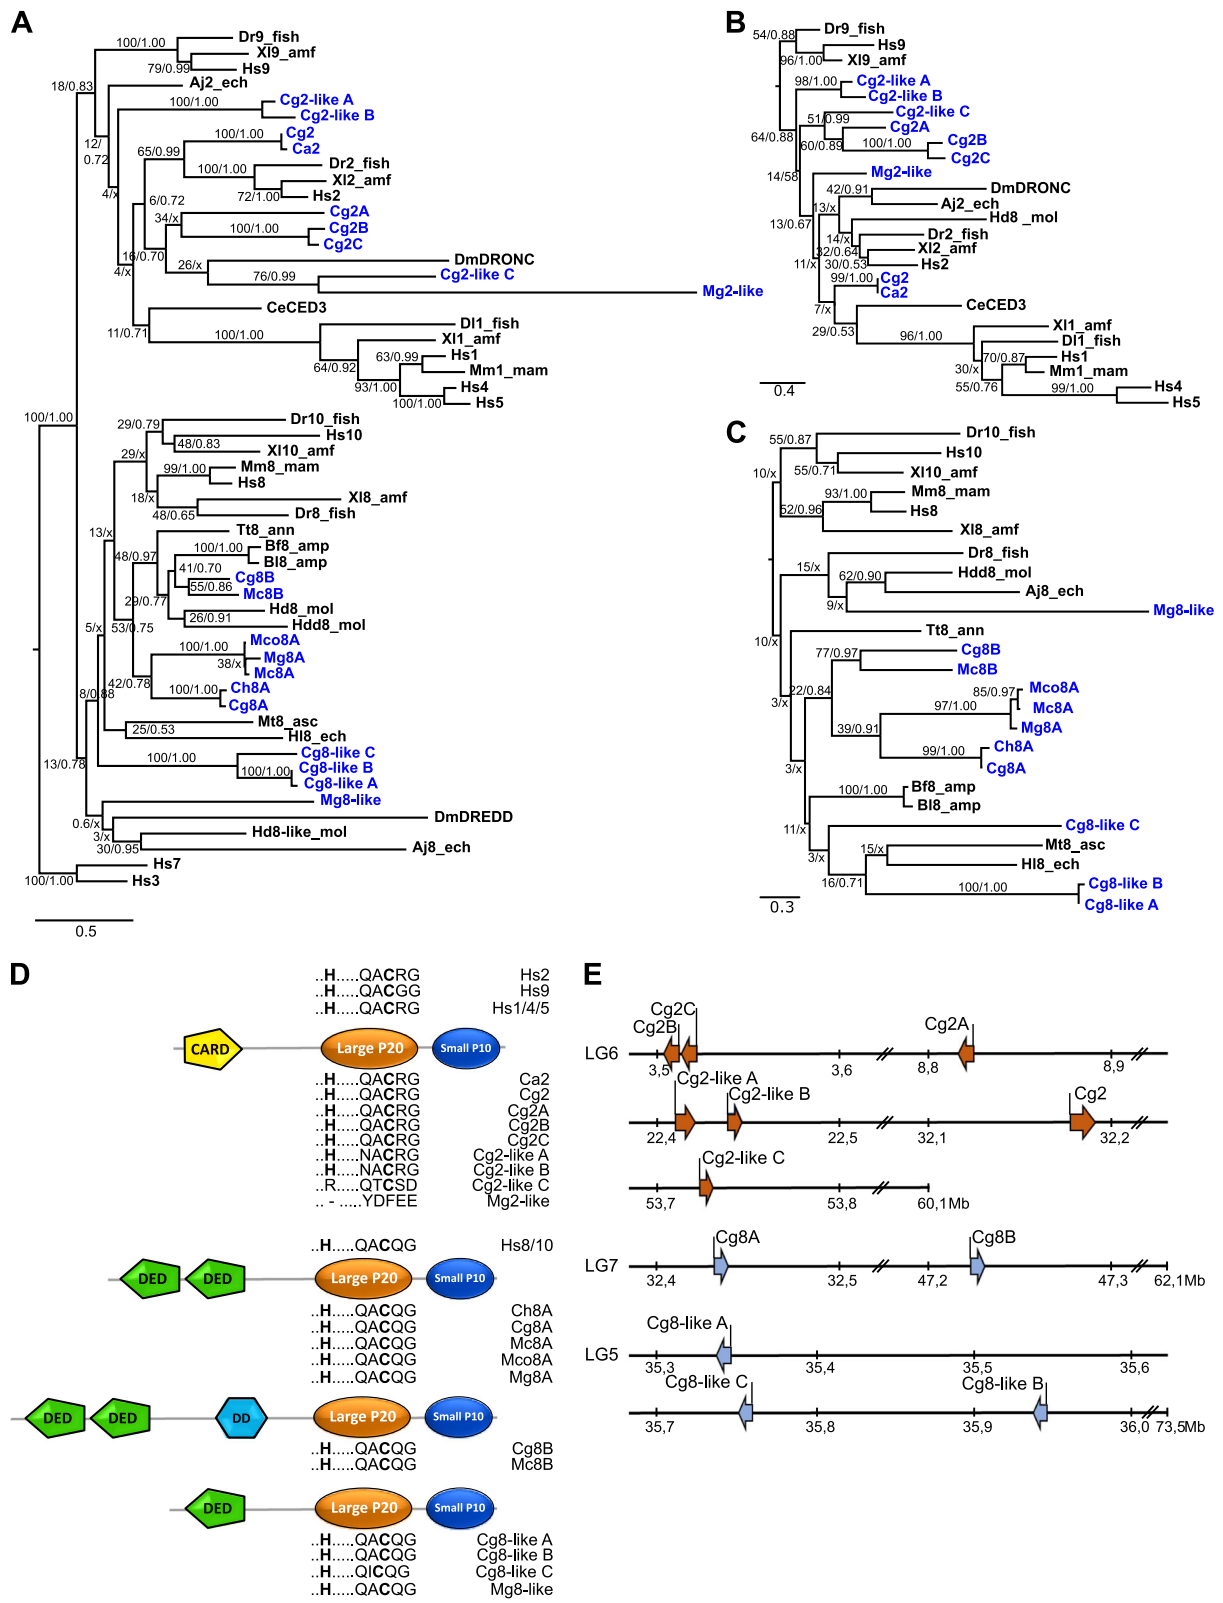 A
Dr9_fish
100/1.00
Xl9_amf
79/0.99
Hs9
18/0.83
Aj2_ech
100/1.00
Cg2-like A
Cg2-like B
12/
0.72
100/1.00
Cg2
Ca2
65/0.99
Dr2_fish
100/1.00
Xl2_amf
4/x
72/1.00
Hs2
6/0.72
Cg2A
34/x
100/1.00
Cg2B
Cg2C
16/0.70
4/x
26/x
DmDRONC
76/0.99
Cg2-like C
Mg2-like
CeCED3
11/0.71
100/1.00
Dl1_fish
Xl1_amf
63/0.99
Hs1
64/0.92
Mm1_mam
93/1.00
Hs4
100/1.00
Hs5
100/1.00
29/0.79
Dr10_fish
Hs10
48/0.83
Xl10_amf
29/x
99/1.00
Mm8_mam
Hs8
18/x
Xl8_amf
48/0.65
Dr8_fish
13/x
Tt8_ann
48/0.97
100/1.00
Bf8_amp
Bl8_amp
41/0.70
Cg8B
55/0.86
Mc8B
29/0.77
Hd8_mol
26/0.91
Hdd8_mol
5/x
53/0.75
Mco8A
100/1.00
Mg8A
38/x
Mc8A
42/0.78
100/1.00
Ch8A
Cg8A
8/0.88
Mt8_asc
25/0.53
Hl8_ech
Cg8-like C
100/1.00
13/0.78
100/1.00
Cg8-like B
Cg8-like A
Mg8-like
0.6/x
DmDREDD
3/x
Hd8-like_mol
30/0.95
Aj8_ech
Hs7
100/1.00
Hs3
0.5
B
Dr9_fish
54/0.88
Hs9
96/1.00
Xl9_amf
98/1.00
Cg2-like A
Cg2-like B
Cg2-like C
51/0.99
Cg2A
64/0.88
60/0.89
100/1.00
Cg2B
Cg2C
14/58
Mg2-like
42/0.91
DmDRONC
Aj2_ech
13/x
13/0.67
Hd8_mol
14/x
Dr2_fish
32/0.64
Xl2_amf
30/0.53
Hs2
11/x
99/1.00
Cg2
Ca2
7/x
CeCED3
29/0.53
96/1.00
Xl1_amf
Dl1_fish
70/0.87
Hs1
30/x
Mm1_mam
55/0.76
99/1.00
Hs4
Hs5
0.4
C
55/0.87
Dr10_fish
Hs10
55/0.71
Xl10_amf
10/x
93/1.00
Mm8_mam
Hs8
52/0.96
Xl8_amf
Dr8_fish
15/x
62/0.90
Hdd8_mol
Aj8_ech
9/x
Mg8-like
Tt8_ann
10/x
77/0.97
Cg8B
Mc8B
22/0.84
85/0.97
Mco8A
97/1.00
Mc8A
Mg8A
3/x
39/0.91
99/1.00
Ch8A
Cg8A
3/x
100/1.00
Bf8_amp
Bl8_amp
11/x
Cg8-like C
15/x
Mt8_asc
3/x
Hl8_ech
16/0.71
100/1.00
Cg8-like B
Cg8-like A
0.3
D
..H.....QACRG Hs2
..H.....QACGG Hs9
..H.....QACRG Hs1/4/5
CARD Large P20 Small P10
..H.....QACRG Ca2
..H.....QACRG Cg2
..H.....QACRG Cg2A
..H.....QACRG Cg2B
..H.....QACRG Cg2C
..H.....NACRG Cg2-like A
..H.....NACRG Cg2-like B
..R.....QTCSD Cg2-like C
.. - .....YDFEE Mg2-like
..H.....QACQG Hs8/10
DED DED Large P20 Small P10
..H.....QACQG Ch8A
..H.....QACQG Cg8A
..H.....QACQG Mc8A
..H.....QACQG Mco8A
..H.....QACQG Mg8A
DED DED DD Large P20 Small P10
..H.....QACQG Cg8B
..H.....QACQG Mc8B
DED Large P20 Small P10
..H.....QACQG Cg8-like A
..H.....QACQG Cg8-like B
..H.....QICQG Cg8-like C
..H.....QACQG Mg8-like
E
Cg2C
Cg2B Cg2A
LG6
3,5 3,6 8,8 8,9
Cg2-like A
Cg2-like B Cg2
22,4 22,5 32,1 32,2
Cg2-like C
53,7 53,8 60,1Mb
Cg8A Cg8B
LG7
32,4 32,5 47,2 47,3 62,1Mb
Cg8-like A
LG5
35,3 35,4 35,5 35,6
Cg8-like C Cg8-like B
35,7 35,8 35,9 36,0 73,5Mb